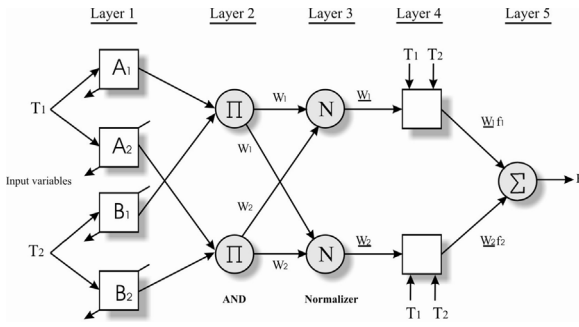 Layer 1 Layer 2 Layer 3 Layer 4 Layer 5
T1 T2
A1
W1 W1
Π N
T1 W1f1
A2 W1
Input variables Σ
B1
W2 W2f2
T2
Π N
W2 W2
B2
AND Normalizer T1 T2